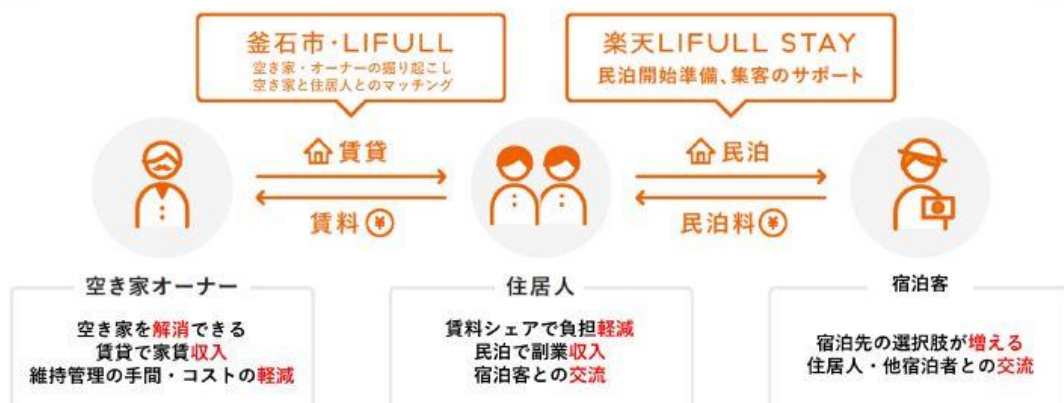 釜石市・LIFULL
空き家・オーナーの掘り起こし
空き家と住居人とのマッチング
楽天LIFULL STAY
民泊開始準備、集客のサポート
賃貸
賃料¥
民泊
民泊料¥
空き家オーナー
空き家を解消できる
賃貸で家賃収入
維持管理の手間・コストの軽減
住居人
賃料シェアで負担軽減
民泊で副業収入
宿泊客との交流
宿泊客
宿泊先の選択肢が増える
住居人・他宿泊者との交流